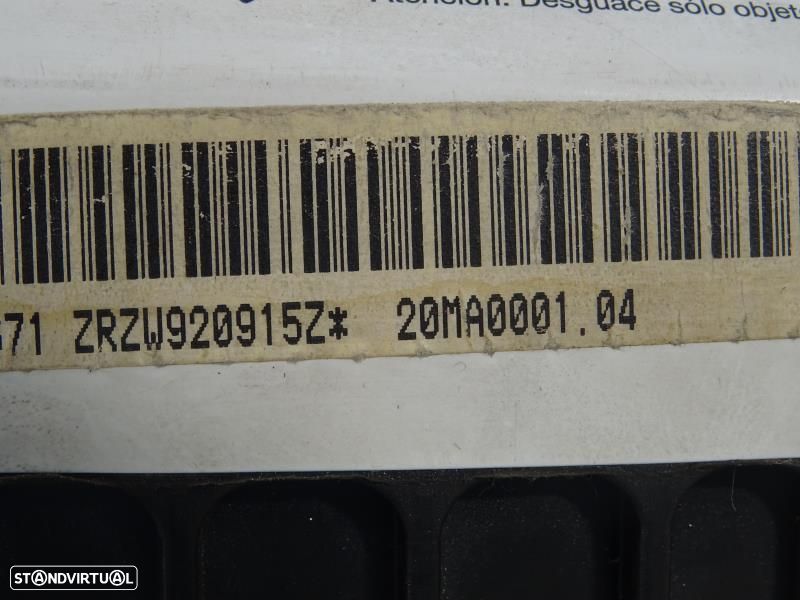 Atención: Desguace sólo objet
71 ZRZW920915Z* 20MA0001.04
STANDVIRTUAL